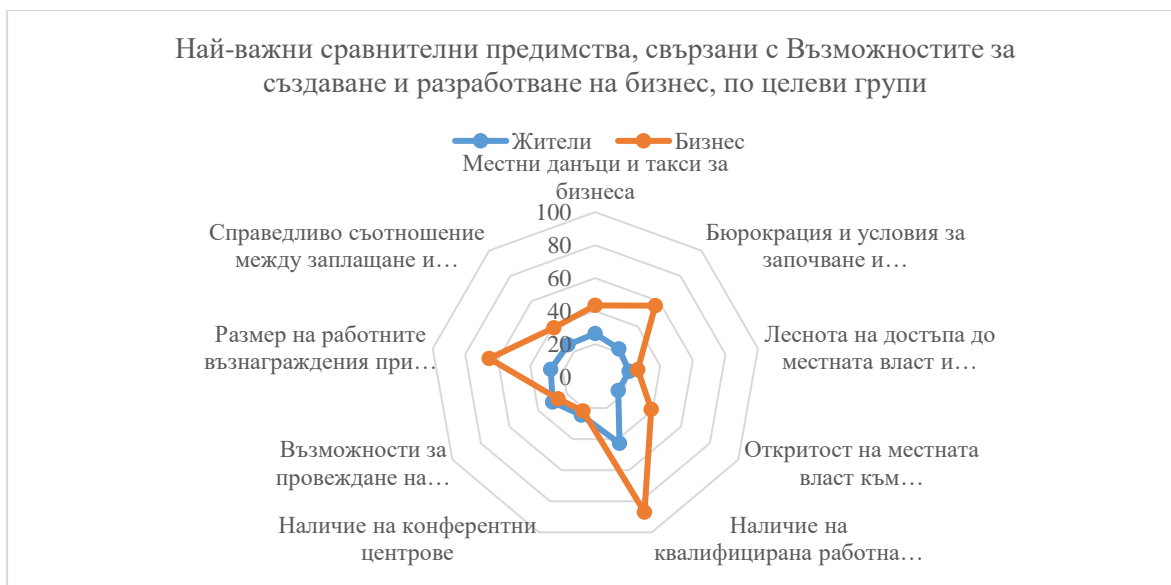 Най-важни сравнителни предимства, свързани с Възможностите за
създаване и разработване на бизнес, по целеви групи
Жители
Бизнес
Местни данъци и такси за
бизнеса
Бюрокрация и условия за
започване и…
Леснота на достъпа до
местната власт и…
Откритост на местната
власт към…
Наличие на
квалифицирана работна…
Наличие на конферентни
центрове
Възможности за
провеждане на…
Размер на работните
възнаграждения при…
Справедливо съотношение
между заплащане и…
100
80
60
40
20
0